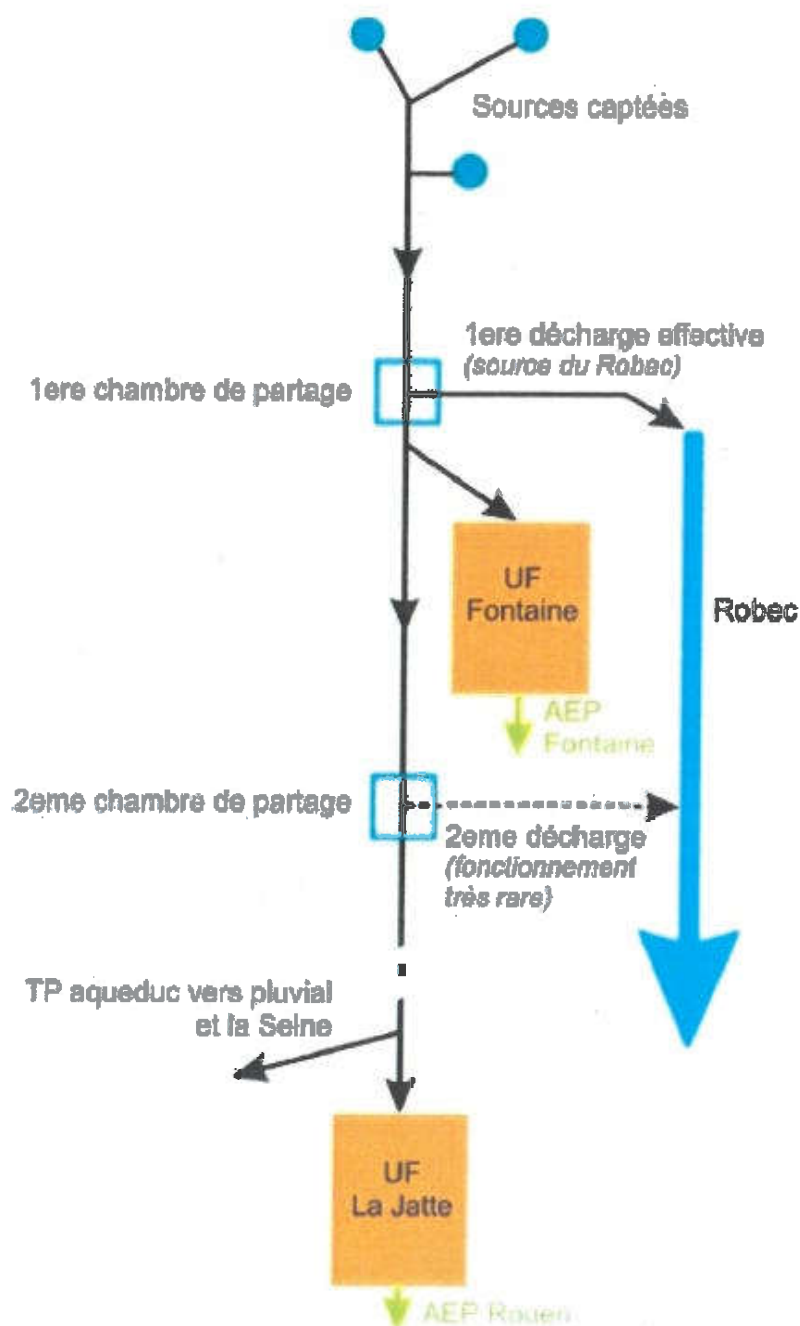 Sources captées
1ere décharge effective
(source du Robec)
1ere chambre de partage
UF
Fontaine
Robec
AEP
Fontaine
2eme chambre de partage
2eme décharge
(fonctionnement
très rare)
TP aqueduc vers pluvial
et la Seine
UF
La Jatte
AEP Rouen